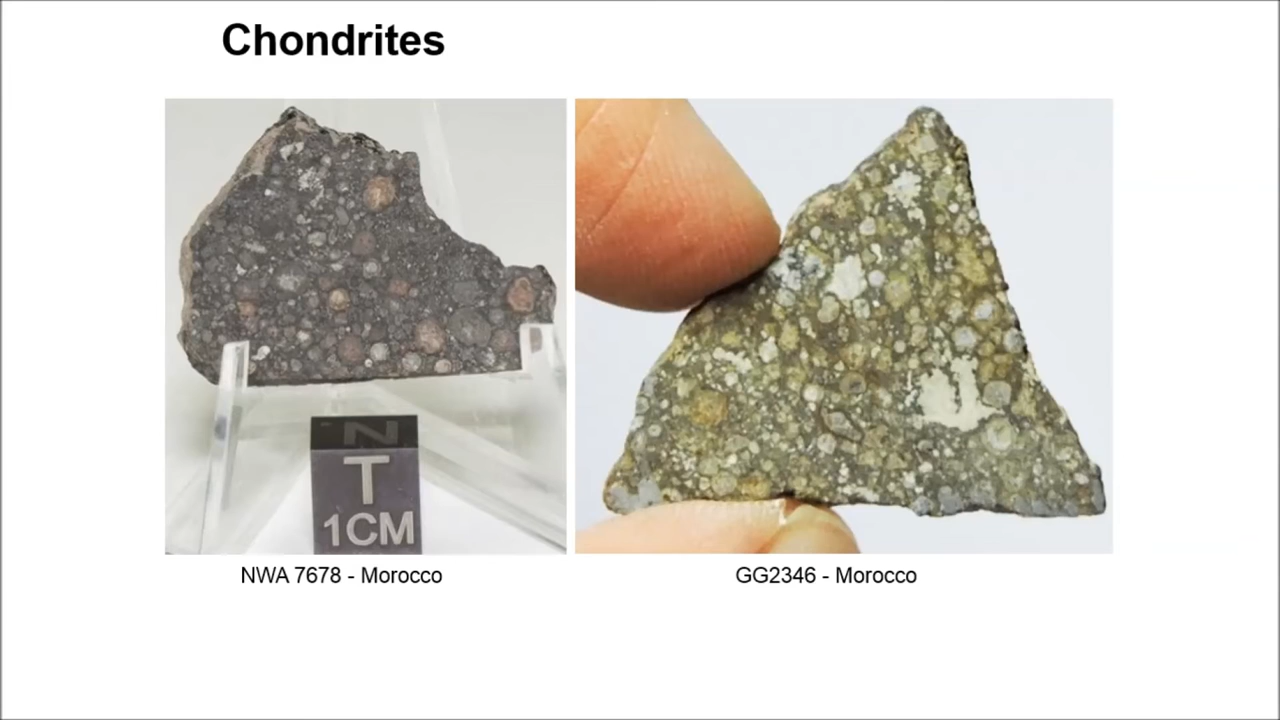 Chondrites
N
T
1CM
NWA 7678 - Morocco
GG2346 - Morocco